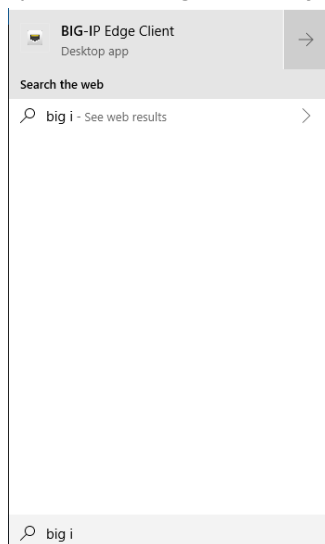 BIG-IP Edge Client
Desktop app
Search the web
big i - See web results
big i